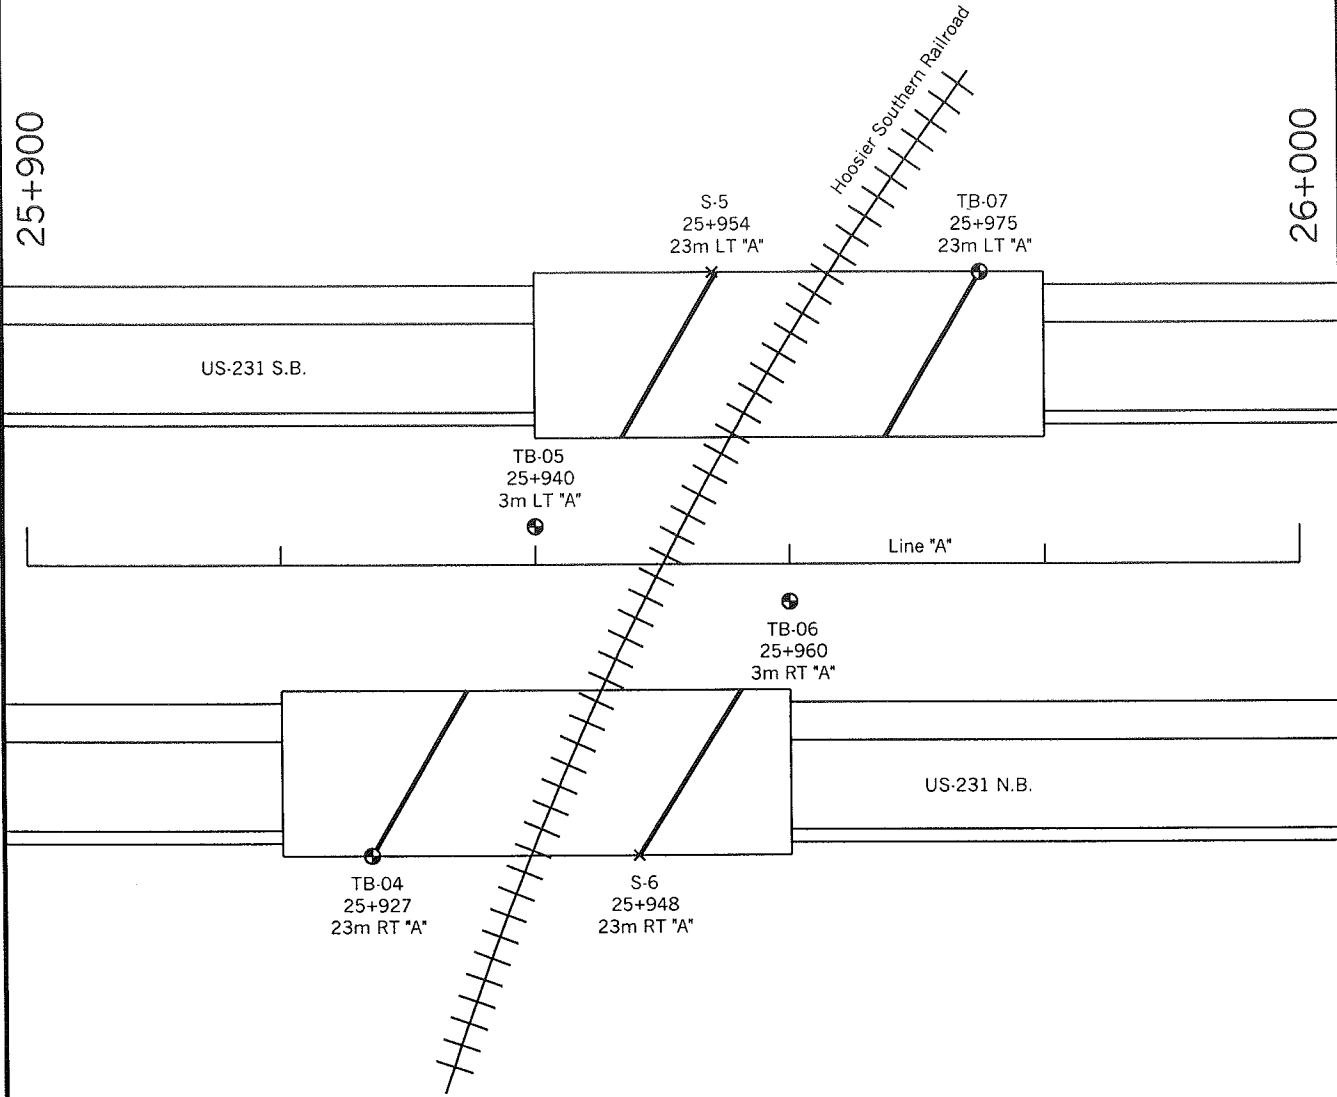 Hoosier Southern Railroad
25+900
26+000
S-5
25+954
23m LT "A"
TB-07
25+975
23m LT "A"
US-231 S.B.
TB-05
25+940
3m LT "A"
Line "A"
TB-06
25+960
3m RT "A"
US-231 N.B.
TB-04
25+927
23m RT "A"
S-6
25+948
23m RT "A"